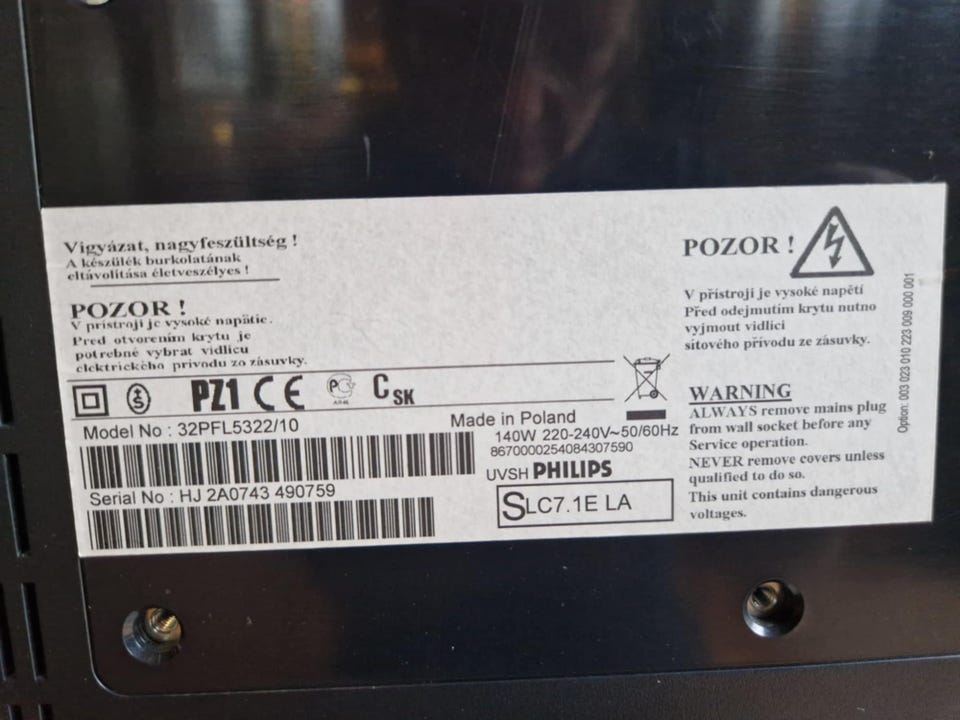 Vigyázat, nagyfeszültség !
A készülék burkolatának
eltávolítása életveszélyes !
POZOR !
V prístroji je vysoké napätie.
Pred otvorením krytu je
potrebné vybrat vidlicu
elektrického prívodu zo zásuvky.
PZ1 CE PG C SK
Model No : 32PFL5322/10
Serial No : HJ 2A0743 490759
Made in Poland
140W 220-240V~50/60Hz
8670000254084307590
UVSH PHILIPS
SLC7.1E LA
POZOR !
V přístroji je vysoké napětí
Před odejmutím krytu nutno
vyjmout vidlici
síťového přívodu ze zásuvky.
WARNING
ALWAYS remove mains plug
from wall socket before any
Service operation.
NEVER remove covers unless
qualified to do so.
This unit contains dangerous
voltages.
Option: 003 023 010 223 009 000 001